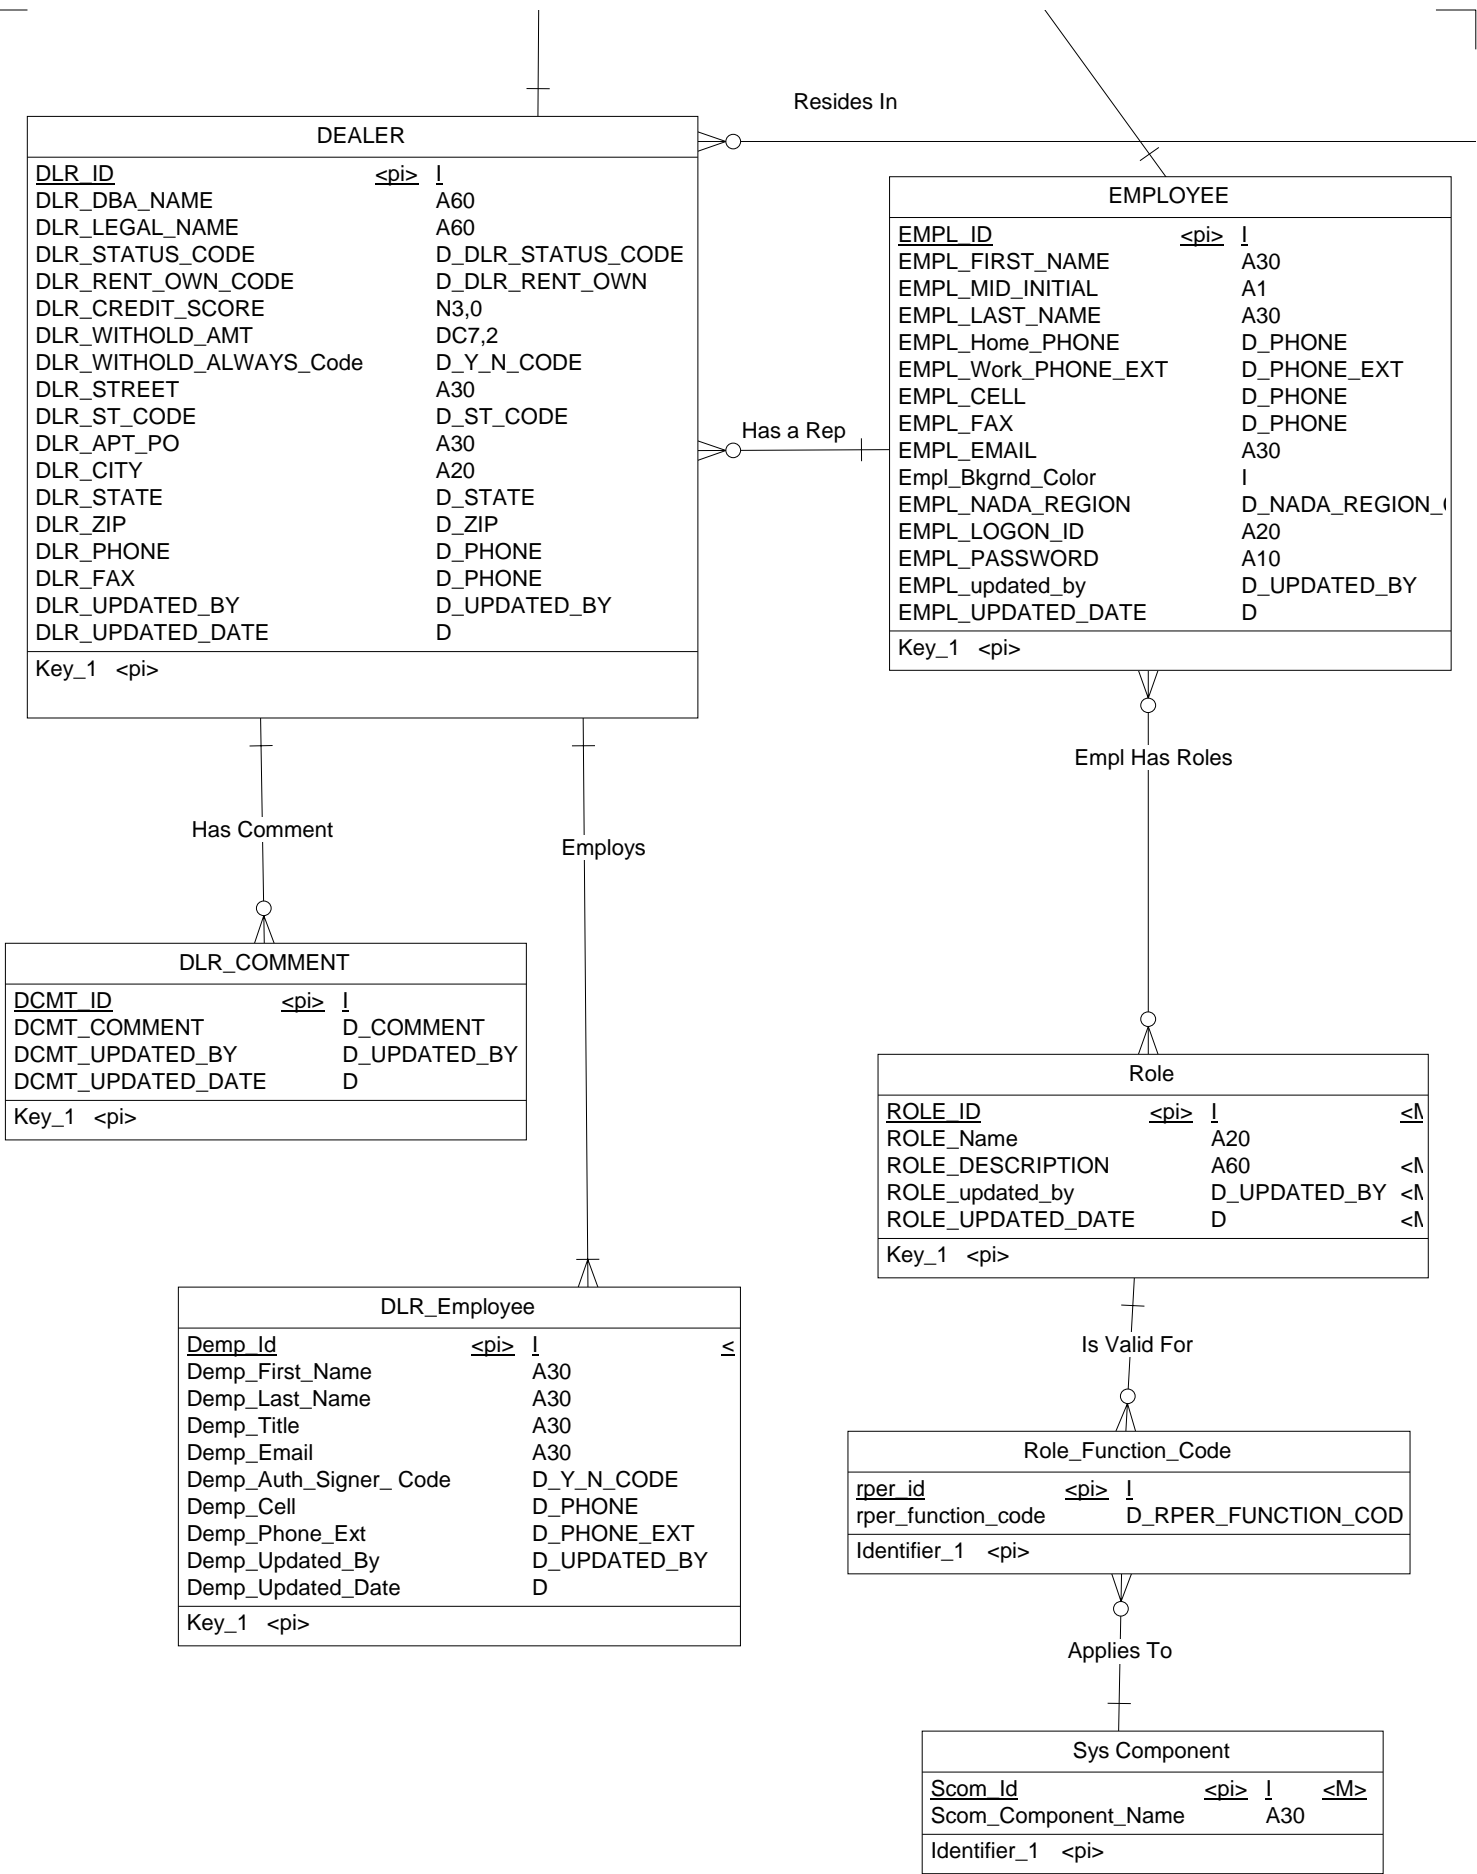 Resides In
DEALER
DLR_ID <pi> I
DLR_DBA_NAME A60
DLR_LEGAL_NAME A60
DLR_STATUS_CODE D_DLR_STATUS_CODE
DLR_RENT_OWN_CODE D_DLR_RENT_OWN
DLR_CREDIT_SCORE N3,0
DLR_WITHOLD_AMT DC7,2
DLR_WITHOLD_ALWAYS_Code D_Y_N_CODE
DLR_STREET A30
DLR_ST_CODE D_ST_CODE
DLR_APT_PO A30
DLR_CITY A20
DLR_STATE D_STATE
DLR_ZIP D_ZIP
DLR_PHONE D_PHONE
DLR_FAX D_PHONE
DLR_UPDATED_BY D_UPDATED_BY
DLR_UPDATED_DATE D
Key_1 <pi>
Has a Rep
EMPLOYEE
EMPL_ID <pi> I
EMPL_FIRST_NAME A30
EMPL_MID_INITIAL A1
EMPL_LAST_NAME A30
EMPL_Home_PHONE D_PHONE
EMPL_Work_PHONE_EXT D_PHONE_EXT
EMPL_CELL D_PHONE
EMPL_FAX D_PHONE
EMPL_EMAIL A30
Empl_Bkgrnd_Color I
EMPL_NADA_REGION D_NADA_REGION_
EMPL_LOGON_ID A20
EMPL_PASSWORD A10
EMPL_updated_by D_UPDATED_BY
EMPL_UPDATED_DATE D
Key_1 <pi>
Empl Has Roles
Has Comment
Employs
DLR_COMMENT
DCMT_ID <pi> I
DCMT_COMMENT D_COMMENT
DCMT_UPDATED_BY D_UPDATED_BY
DCMT_UPDATED_DATE D
Key_1 <pi>
Role
ROLE_ID <pi> I
ROLE_Name A20
ROLE_DESCRIPTION A60
ROLE_updated_by D_UPDATED_BY
ROLE_UPDATED_DATE D
Key_1 <pi>
DLR_Employee
Demp_Id <pi> I <
Demp_First_Name A30
Demp_Last_Name A30
Demp_Title A30
Demp_Email A30
Demp_Auth_Signer_ Code D_Y_N_CODE
Demp_Cell D_PHONE
Demp_Phone_Ext D_PHONE_EXT
Demp_Updated_By D_UPDATED_BY
Demp_Updated_Date D
Key_1 <pi>
Is Valid For
Role_Function_Code
rper_id <pi> I
rper_function_code D_RPER_FUNCTION_COD
Identifier_1 <pi>
Applies To
Sys Component
Scom_Id <pi> I <M>
Scom_Component_Name A30
Identifier_1 <pi>